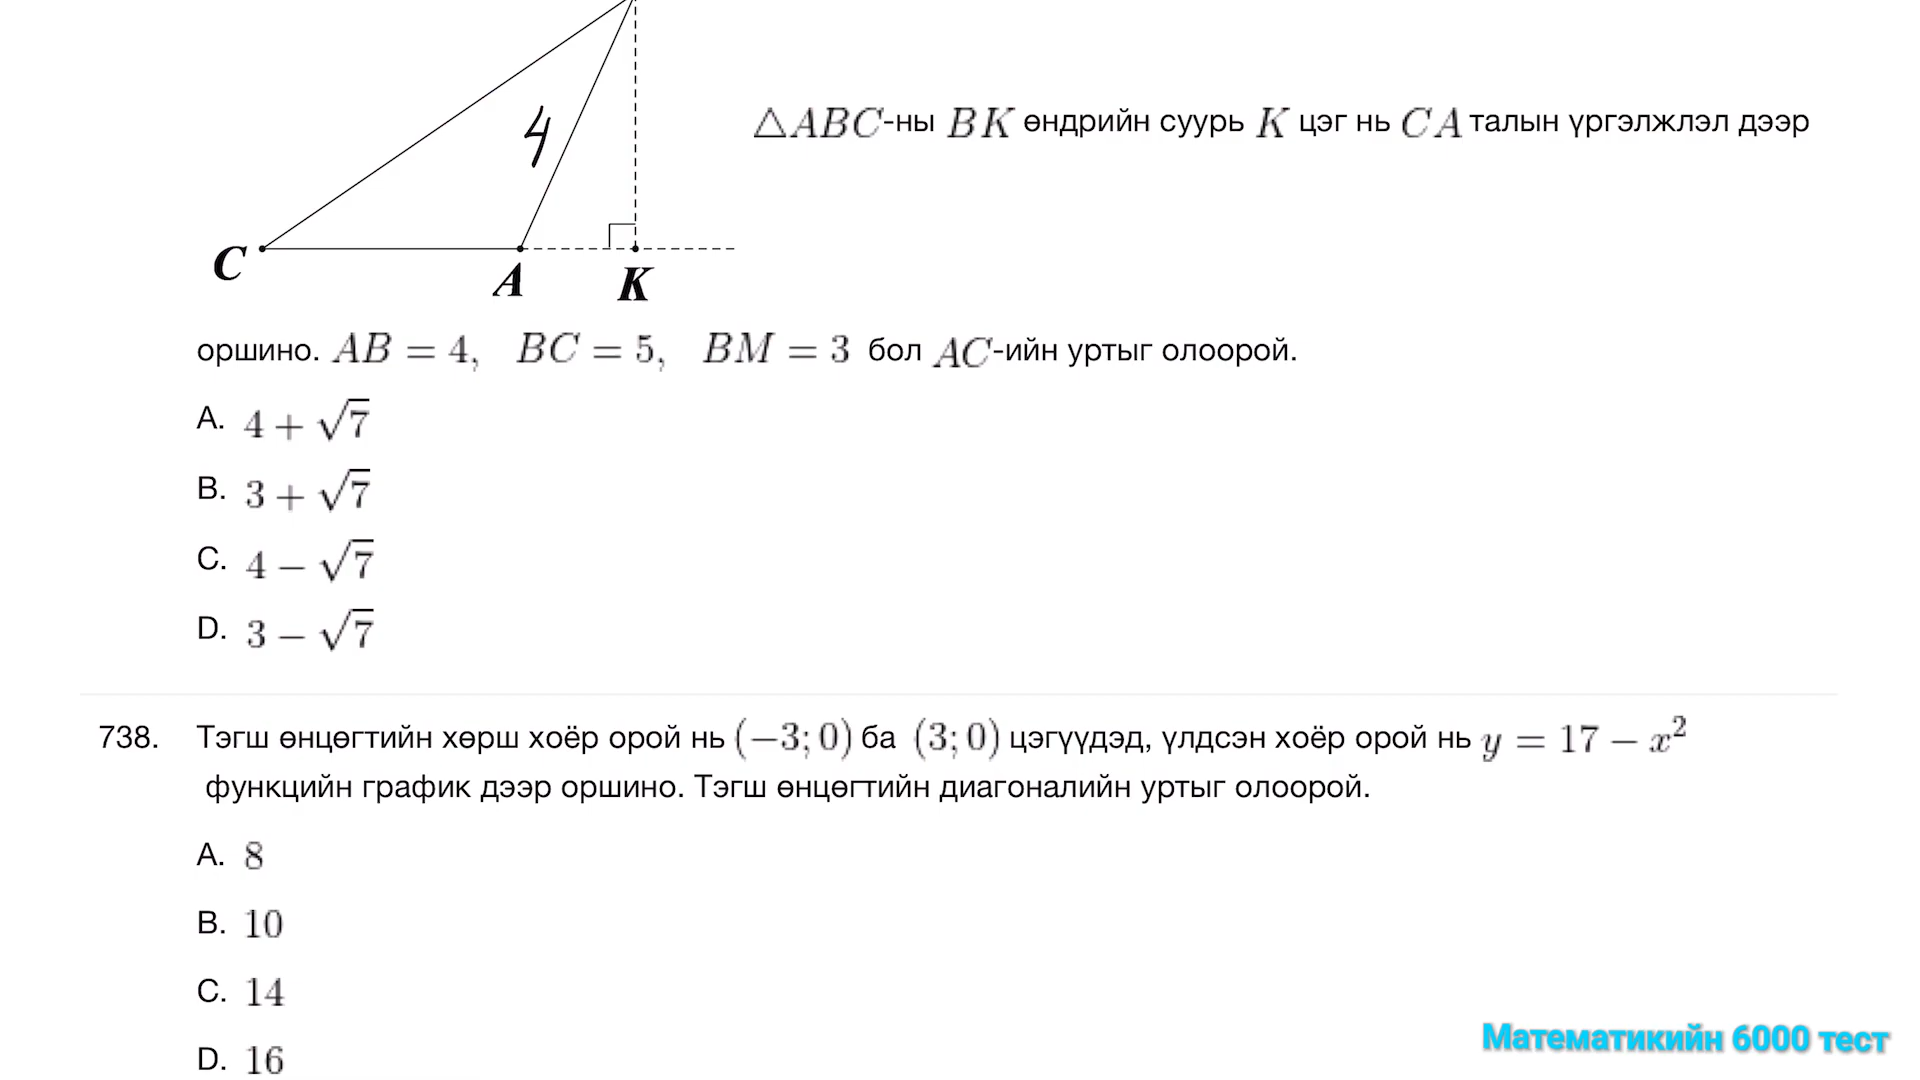 4
△ABC-ны BK өндрийн суурь K цэг нь CA талын үргэлжлэл дээр
C
A
K
оршино. AB = 4, BC = 5, BM = 3 бол AC-ийн уртыг олоорой.
A. 4 + √7
B. 3 + √7
C. 4 − √7
D. 3 − √7
738. Тэгш өнцөгтийн хөрш хоёр орой нь (−3; 0) ба (3; 0) цэгүүдэд, үлдсэн хоёр орой нь y = 17 − x²
функцийн график дээр оршино. Тэгш өнцөгтийн диагоналийн уртыг олоорой.
A. 8
B. 10
C. 14
D. 16
Математикийн 6000 тест